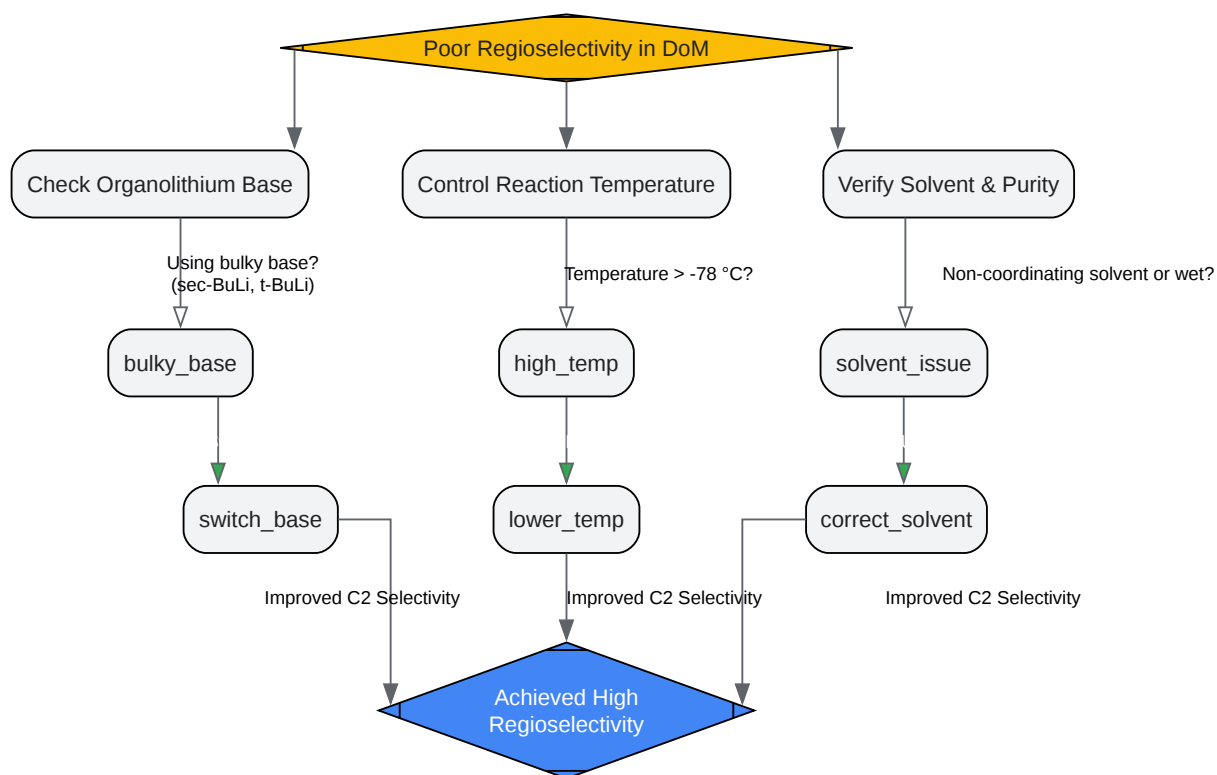 Poor Regioselectivity in DoM
Check Organolithium Base
Control Reaction Temperature
Verify Solvent & Purity
Using bulky base?
(sec-BuLi, t-BuLi)
Temperature > -78 °C?
Non-coordinating solvent or wet?
bulky_base
high_temp
solvent_issue
switch_base
lower_temp
correct_solvent
Improved C2 Selectivity
Improved C2 Selectivity
Improved C2 Selectivity
Achieved High
Regioselectivity